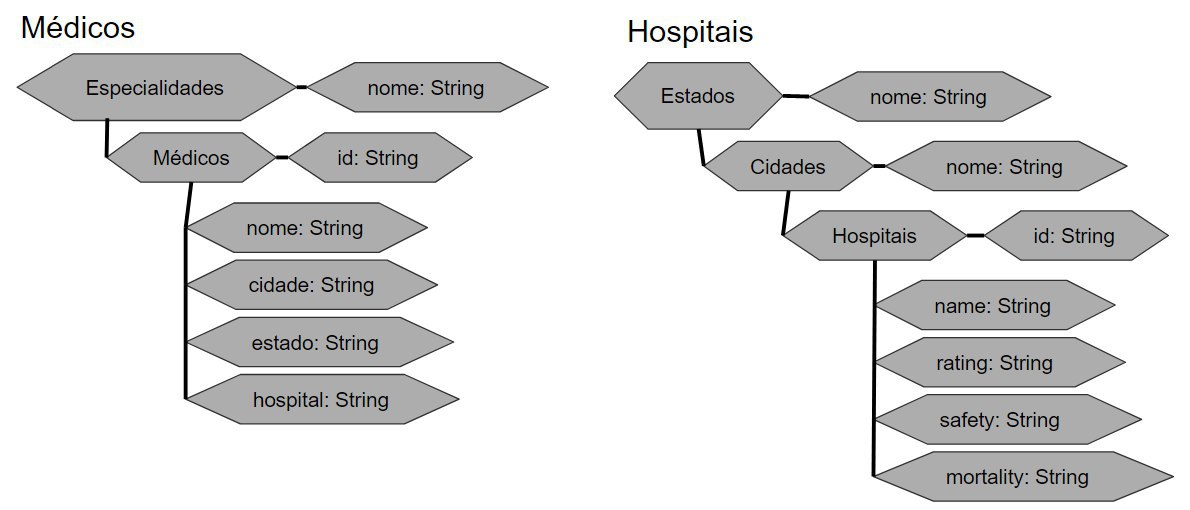 Médicos
Especialidades
nome: String
Médicos
id: String
nome: String
cidade: String
estado: String
hospital: String
Hospitais
Estados
nome: String
Cidades
nome: String
Hospitais
id: String
name: String
rating: String
safety: String
mortality: String